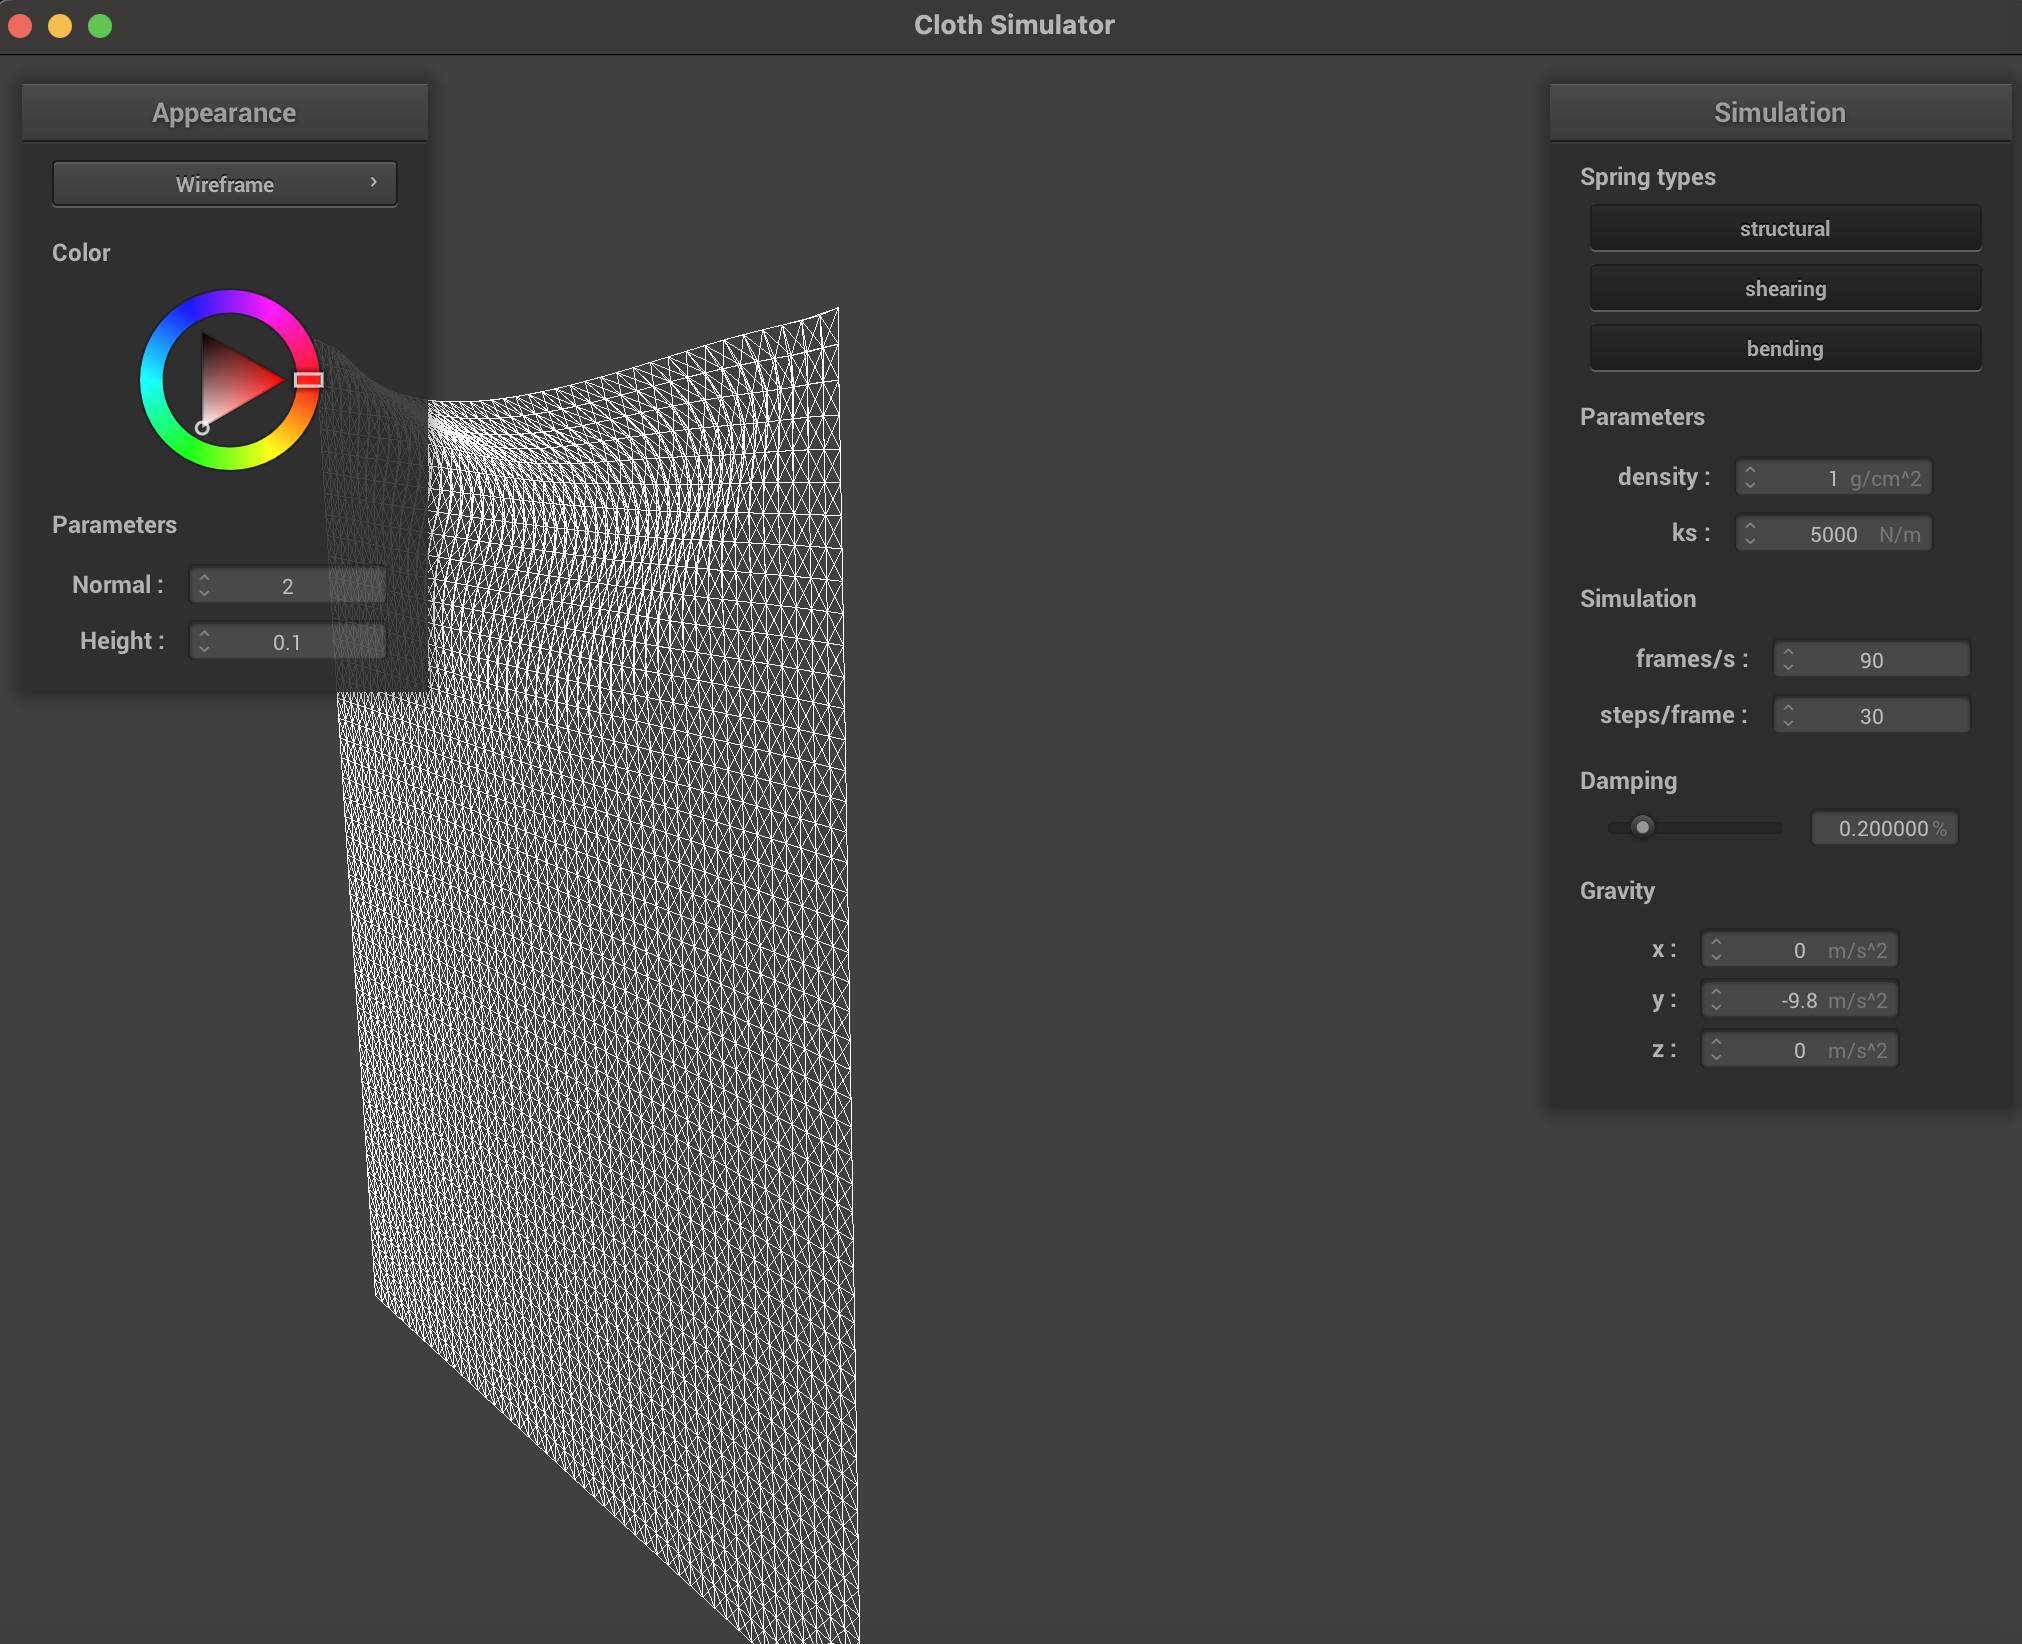 Cloth Simulator
Appearance
Wireframe
Color
Parameters
Normal : 2
Height : 0.1
Simulation
Spring types
structural
shearing
bending
Parameters
density : 1 g/cm^2
ks : 5000 N/m
Simulation
frames/s : 90
steps/frame : 30
Damping
0.200000 %
Gravity
x : 0 m/s^2
y : -9.8 m/s^2
z : 0 m/s^2